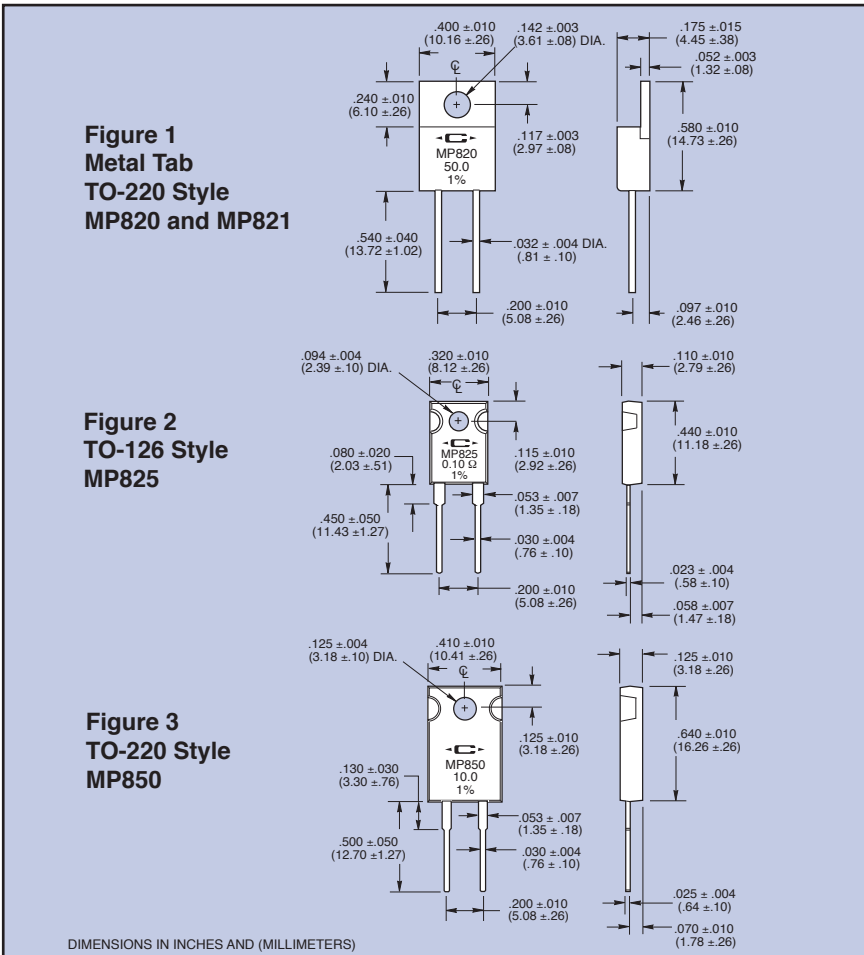 .400 ±.010
(10.16 ±.26)
.142 ±.003
(3.61 ±.08) DIA.
.175 ±.015
(4.45 ±.38)
.052 ±.003
(1.32 ±.08)
℄
.240 ±.010
(6.10 ±.26)
Figure 1
Metal Tab
TO-220 Style
MP820 and MP821
C
MP820
50.0
1%
.117 ±.003
(2.97 ±.08)
.580 ±.010
(14.73 ±.26)
.540 ±.040
(13.72 ±1.02)
.032 ±.004 DIA.
(.81 ± .10)
.200 ±.010
(5.08 ±.26)
.097 ±.010
(2.46 ±.26)
.094 ±.004
(2.39 ±.10) DIA.
.320 ±.010
(8.12 ±.26)
.110 ±.010
(2.79 ±.26)
℄
Figure 2
TO-126 Style
MP825
C
MP825
0.10 Ω
1%
.080 ±.020
(2.03 ±.51)
.115 ±.010
(2.92 ±.26)
.440 ±.010
(11.18 ±.26)
.053 ± .007
(1.35 ± .18)
.450 ±.050
(11.43 ±1.27)
.030 ±.004
(.76 ± .10)
.200 ±.010
(5.08 ±.26)
.023 ± .004
(.58 ±.10)
.058 ±.007
(1.47 ±.18)
.125 ±.004
(3.18 ±.10) DIA.
.410 ±.010
(10.41 ±.26)
.125 ±.010
(3.18 ±.26)
℄
Figure 3
TO-220 Style
MP850
C
MP850
10.0
1%
.125 ±.010
(3.18 ±.26)
.640 ±.010
(16.26 ±.26)
.130 ±.030
(3.30 ±.76)
.053 ± .007
(1.35 ± .18)
.500 ±.050
(12.70 ±1.27)
.030 ±.004
(.76 ± .10)
.200 ±.010
(5.08 ±.26)
.025 ± .004
(.64 ±.10)
.070 ±.010
(1.78 ±.26)
DIMENSIONS IN INCHES AND (MILLIMETERS)